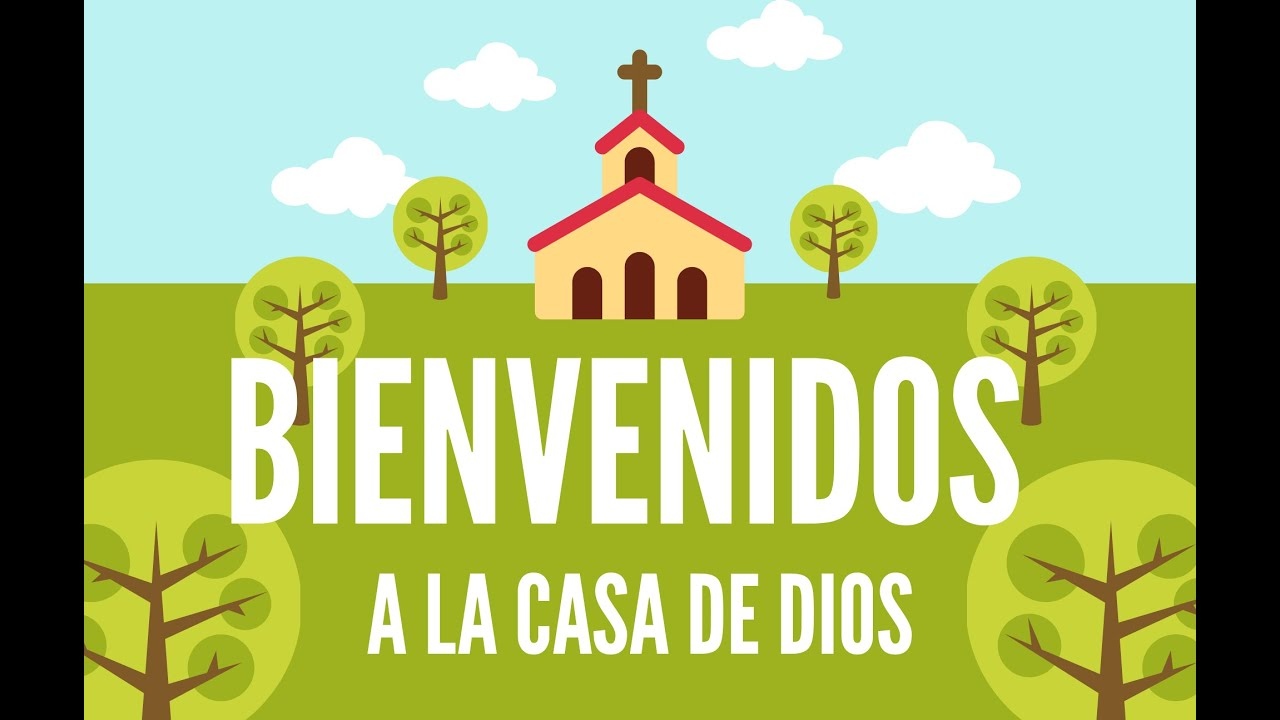 BIENVENIDOS
A LA CASA DE DIOS